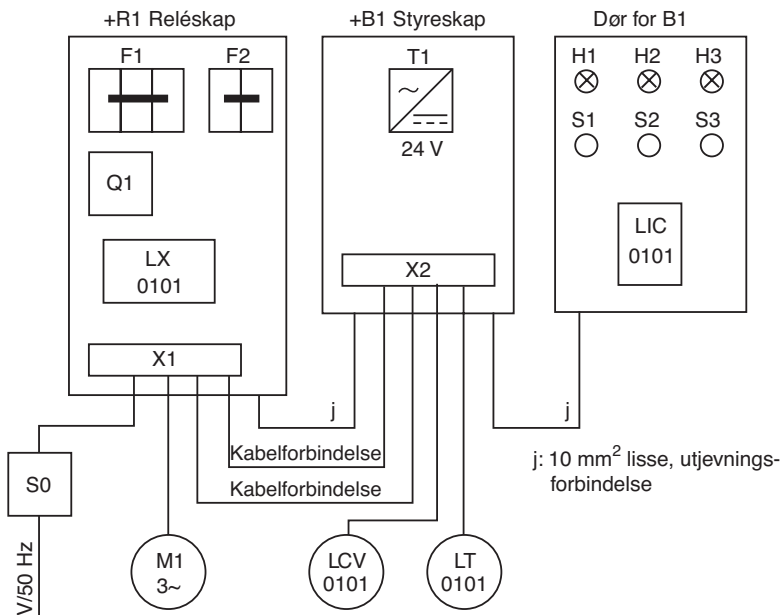 +R1 Reléskap
+B1 Styreskap
Dør for B1
F1
F2
T1
H1
H2
H3
S1
S2
S3
24 V
Q1
LX
0101
LIC
0101
X2
X1
j
j
Kabelforbindelse
Kabelforbindelse
j: 10 mm² lisse, utjevnings-
forbindelse
S0
M1
3~
LCV
0101
LT
0101
V/50 Hz